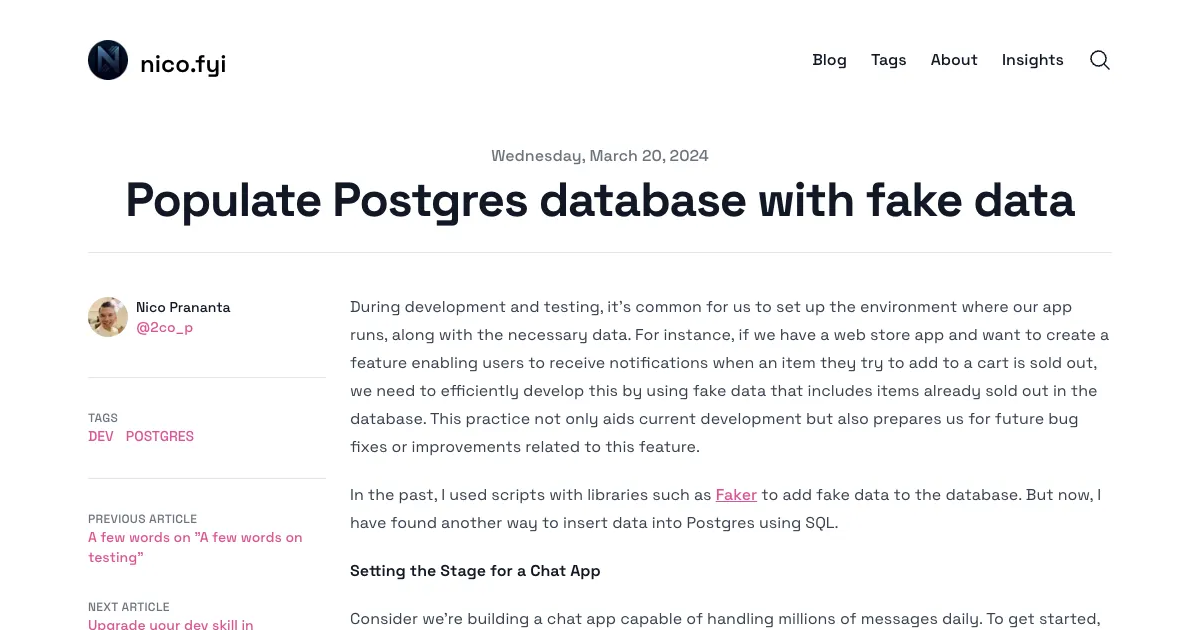 nico.fyi
Blog Tags About Insights
Wednesday, March 20, 2024
Populate Postgres database with fake data
Nico Prananta
@2co_p
TAGS
DEV POSTGRES
PREVIOUS ARTICLE
A few words on "A few words on
testing"
NEXT ARTICLE
Upgrade your dev skill in
During development and testing, it's common for us to set up the environment where our app
runs, along with the necessary data. For instance, if we have a web store app and want to create a
feature enabling users to receive notifications when an item they try to add to a cart is sold out,
we need to efficiently develop this by using fake data that includes items already sold out in the
database. This practice not only aids current development but also prepares us for future bug
fixes or improvements related to this feature.
In the past, I used scripts with libraries such as Faker to add fake data to the database. But now, I
have found another way to insert data into Postgres using SQL.
Setting the Stage for a Chat App
Consider we're building a chat app capable of handling millions of messages daily. To get started,